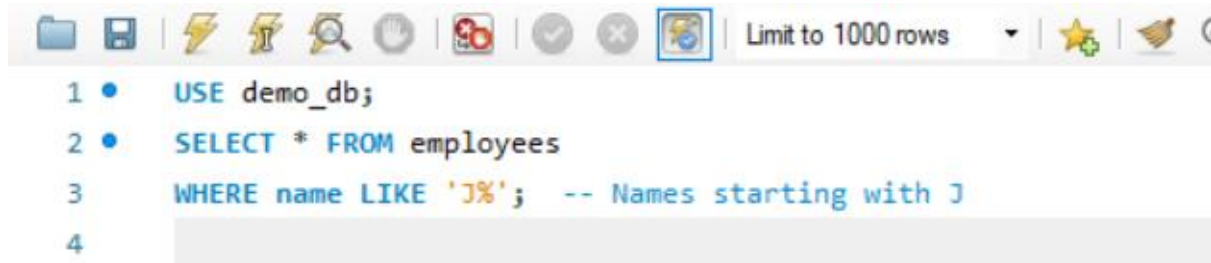 Limit to 1000 rows
1 USE demo_db;
2 SELECT * FROM employees
3 WHERE name LIKE 'J%'; -- Names starting with J
4